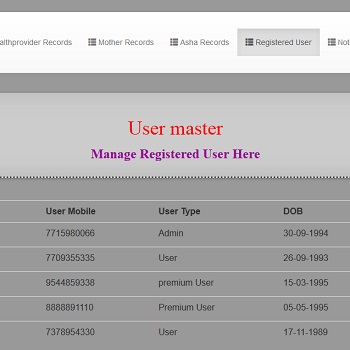 althprovider Records Mother Records Asha Records Registered User Not
User master
Manage Registered User Here
User Mobile User Type DOB
7715980066 Admin 30-09-1994
7709355335 User 26-09-1993
9544859338 premium User 15-03-1995
8888891110 Premium User 05-05-1995
7378954330 User 17-11-1989